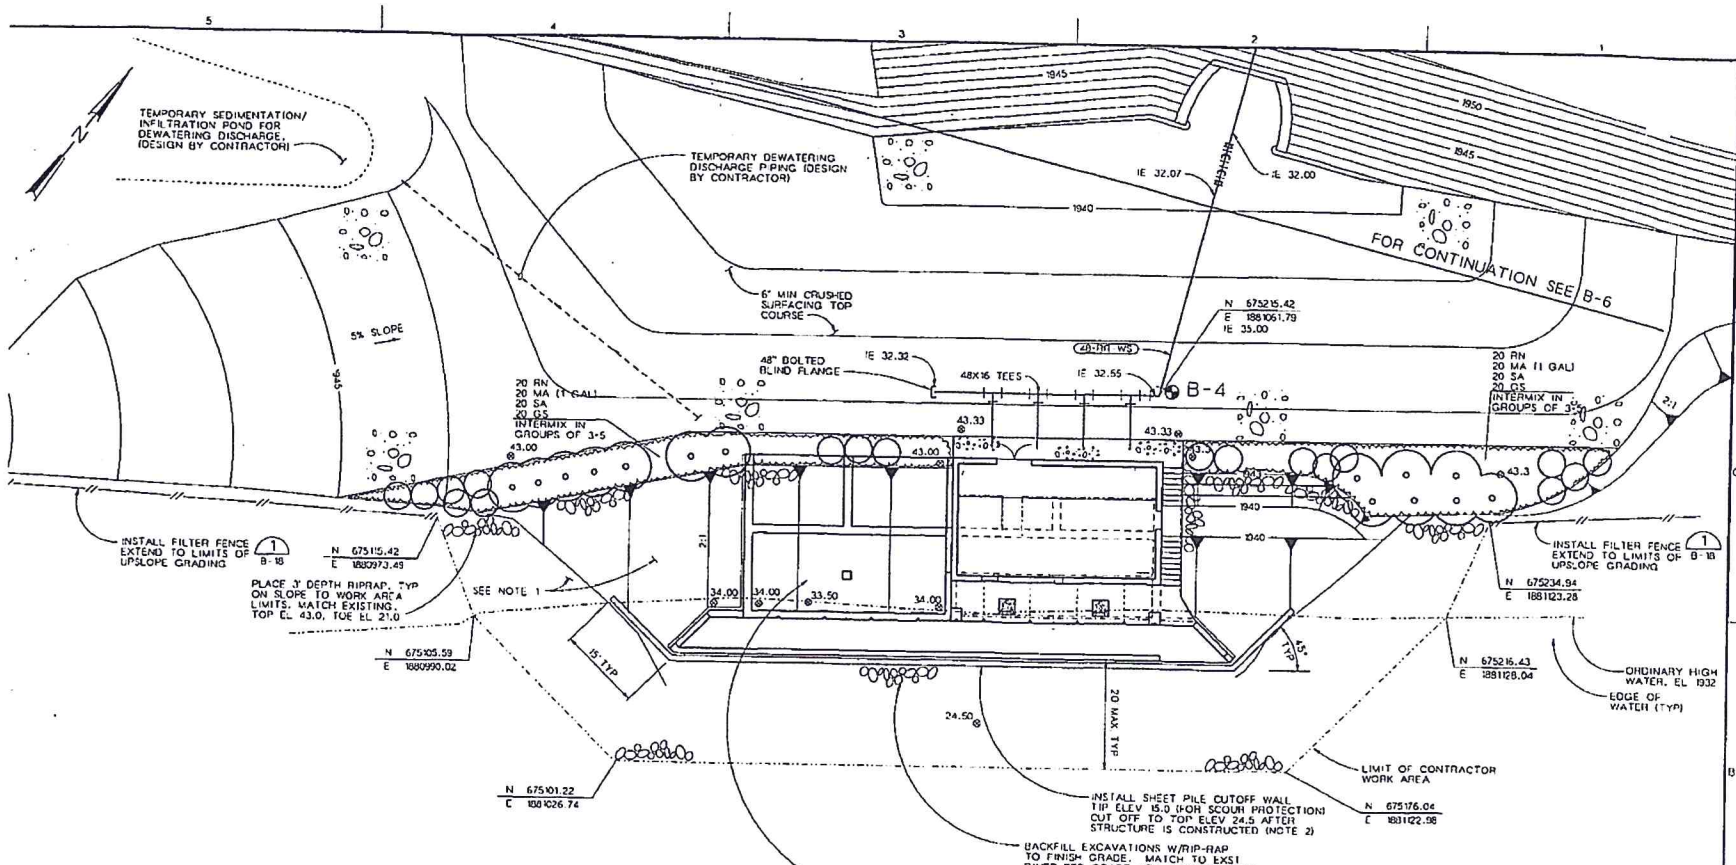 5
4
3
2
1
N
TEMPORARY SEDIMENTATION/
INFILTRATION POND FOR
DEWATERING DISCHARGE.
(DESIGN BY CONTRACTOR)
TEMPORARY DEWATERING
DISCHARGE PIPING (DESIGN
BY CONTRACTOR)
1945
1950
1945
IE 32.07
IE 32.00
1940
FOR CONTINUATION SEE B-6
6" MIN CRUSHED
SURFACING TOP
COURSE
N 675215.42
E 1881061.79
IE 35.00
5% SLOPE
1945
48" BOLTED
BLIND FLANGE
IE 32.32
48X16 TEES
IE 32.55
B-4
20 RN
20 MA (1 GAL)
20 SA
20 GS
INTERMIX IN
GROUPS OF 3-5
20 RN
20 MA (1 GAL)
20 SA
20 GS
INTERMIX IN
GROUPS OF 3-5
2:1
2:1
43.00
43.33
43.33
43.00
43.3
43.3
1940
1940
INSTALL FILTER FENCE
EXTEND TO LIMITS OF
UPSLOPE GRADING
1
B-18
N 675115.42
E 1880973.49
2:1
INSTALL FILTER FENCE
EXTEND TO LIMITS OF
UPSLOPE GRADING
1
B-18
PLACE 3' DEPTH RIPRAP, TYP
ON SLOPE TO WORK AREA
LIMITS. MATCH EXISTING.
TOP EL 43.0, TOE EL 21.0
SEE NOTE 1
34.00
34.00
33.50
34.00
N 675234.94
E 1881123.28
N 675105.59
E 1880990.02
15' TYP
45°
TYP
N 675216.43
E 1881128.04
ORDINARY HIGH
WATER, EL 1932
EDGE OF
WATER (TYP)
24.50
20 MAX TYP
LIMIT OF CONTRACTOR
WORK AREA
B
N 675101.22
E 1881026.74
INSTALL SHEET PILE CUTOFF WALL
TIP ELEV 15.0 (FOR SCOUR PROTECTION)
CUT OFF TO TOP ELEV 24.5 AFTER
STRUCTURE IS CONSTRUCTED (NOTE 2)
N 675176.04
E 1881122.98
BACKFILL EXCAVATIONS W/RIP-RAP
TO FINISH GRADE. MATCH TO EXST